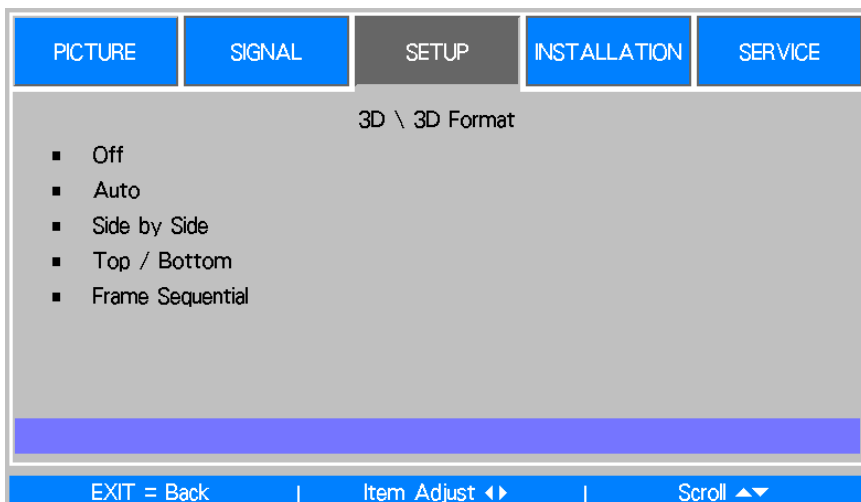 PICTURE SIGNAL SETUP INSTALLATION SERVICE
3D \ 3D Format
▪ Off
▪ Auto
▪ Side by Side
▪ Top / Bottom
▪ Frame Sequential
EXIT = Back | Item Adjust ◂▸ | Scroll ▴▾